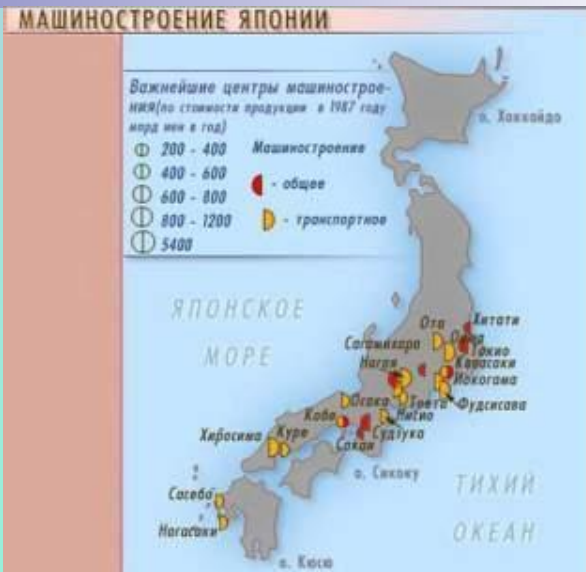 МАШИНОСТРОЕНИЕ ЯПОНИИ
Важнейшие центры машинострое-
ния(по стоимости продукции в 1987 году
млрд иен в год)
200 - 400
400 - 600
600 - 800
800 - 1200
5400
Машиностроение
- общее
- транспортное
о. Хоккайдо
ЯПОНСКОЕ
МОРЕ
Хитати
Ота
Токио
Сагамихара
Кавасаки
Нагоя
Иокогама
Фудсисава
Осака
Тоета
Нисио
Кобе
Судзука
Сакаи
Хиросима
Куре
о. Сикоку
Сасебо
Нагасаки
ТИХИЙ
ОКЕАН
о. Кюсю